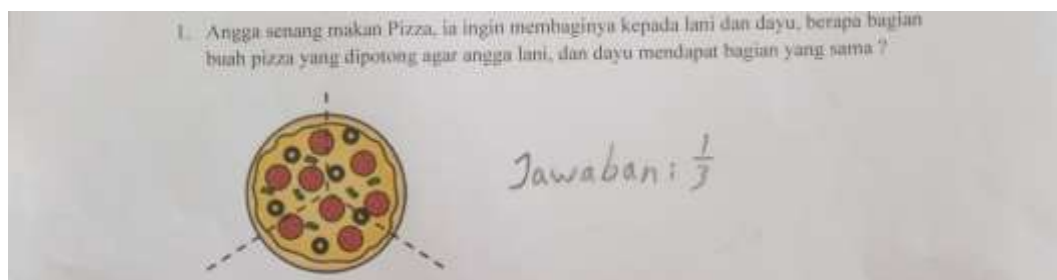 1. Angga senang makan Pizza, ia ingin membaginya kepada lani dan dayu, berapa bagian
buah pizza yang dipotong agar angga lani, dan dayu mendapat bagian yang sama ?
Jawaban : 1/3